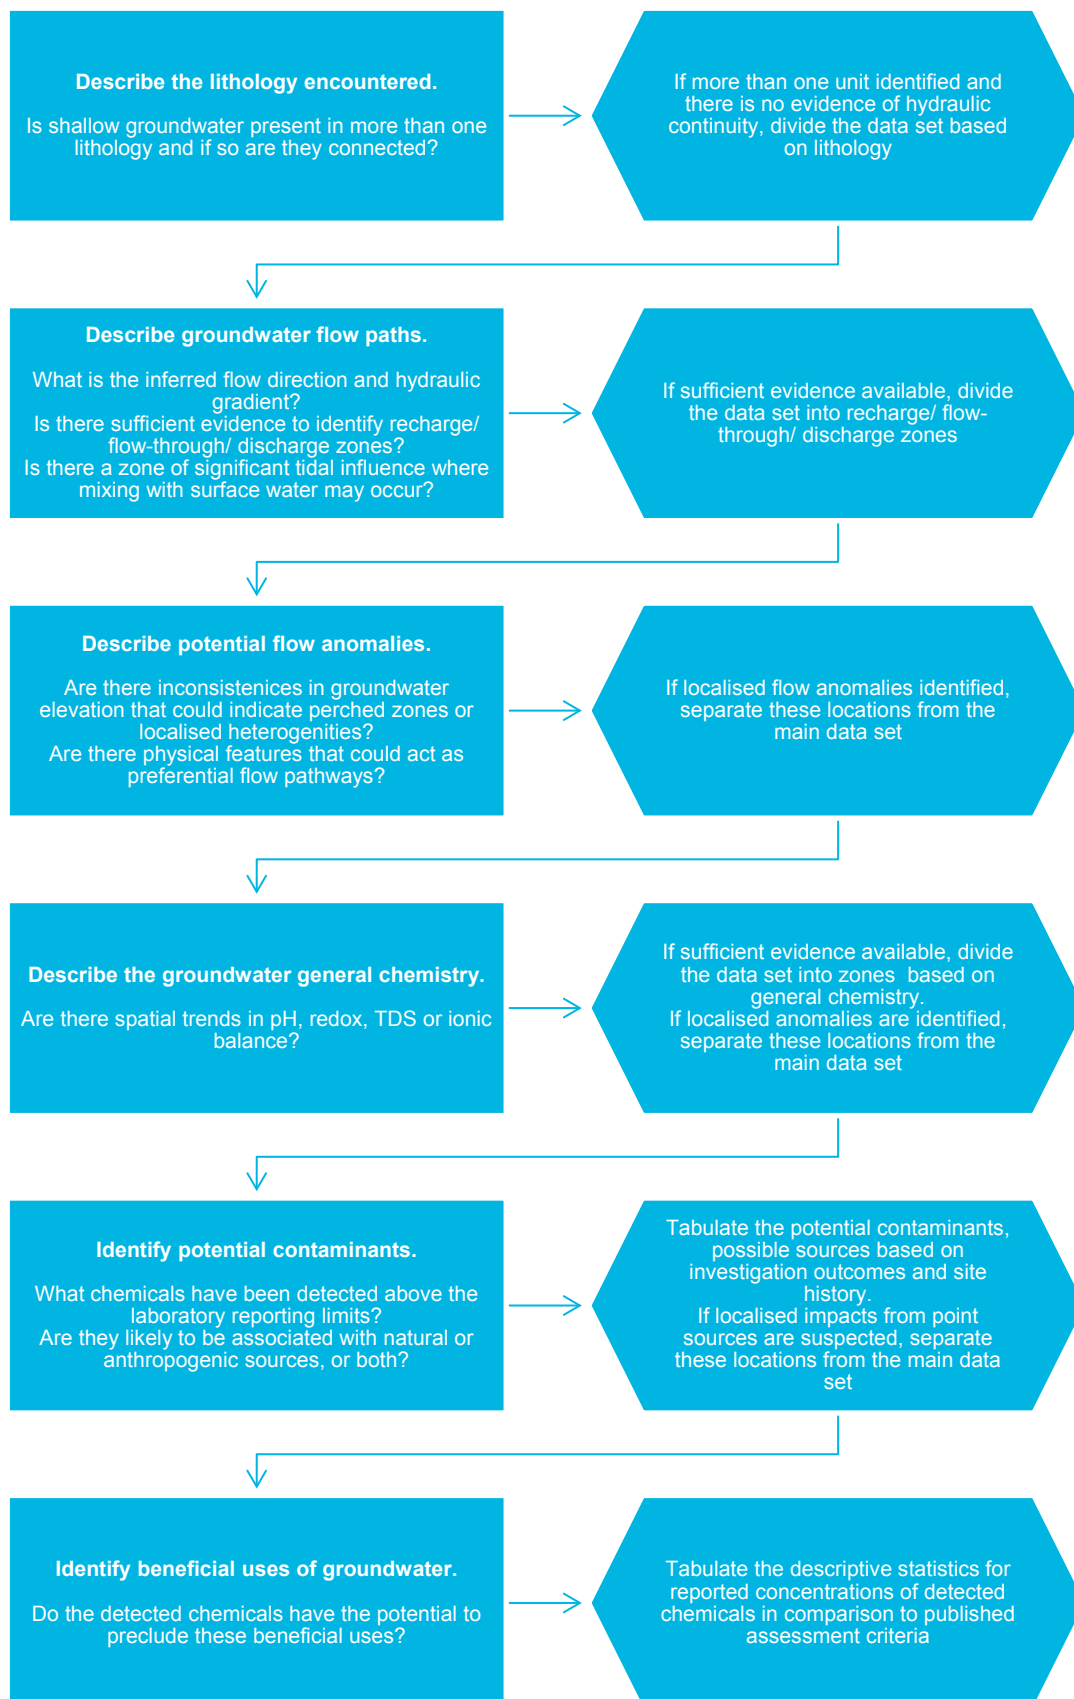 Describe the lithology encountered.
Is shallow groundwater present in more than one
lithology and if so are they connected?
If more than one unit identified and
there is no evidence of hydraulic
continuity, divide the data set based
on lithology
Describe groundwater flow paths.
What is the inferred flow direction and hydraulic
gradient?
Is there sufficient evidence to identify recharge/
flow-through/ discharge zones?
Is there a zone of significant tidal influence where
mixing with surface water may occur?
If sufficient evidence available, divide
the data set into recharge/ flow-
through/ discharge zones
Describe potential flow anomalies.
Are there inconsistenices in groundwater
elevation that could indicate perched zones or
localised heterogenities?
Are there physical features that could act as
preferential flow pathways?
If localised flow anomalies identified,
separate these locations from the
main data set
Describe the groundwater general chemistry.
Are there spatial trends in pH, redox, TDS or ionic
balance?
If sufficient evidence available, divide
the data set into zones  based on
general chemistry.
If localised anomalies are identified,
separate these locations from the
main data set
Identify potential contaminants.
What chemicals have been detected above the
laboratory reporting limits?
Are they likely to be associated with natural or
anthropogenic sources, or both?
Tabulate the potential contaminants,
possible sources based on
investigation outcomes and site
history.
If localised impacts from point
sources are suspected, separate
these locations from the main data
set
Identify beneficial uses of groundwater.
Do the detected chemicals have the potential to
preclude these beneficial uses?
Tabulate the descriptive statistics for
reported concentrations of detected
chemicals in comparison to published
assessment criteria